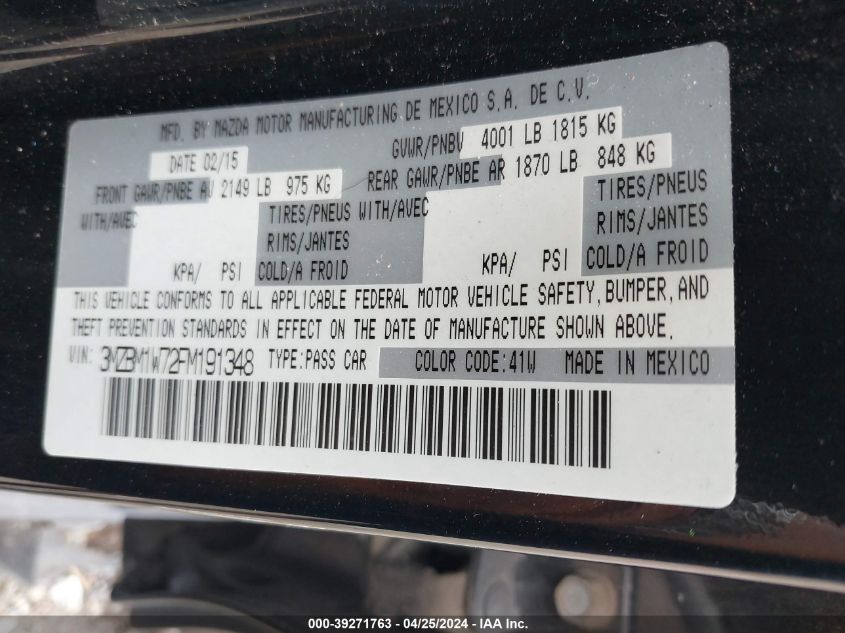 MFD. BY MAZDA MOTOR MANUFACTURING DE MEXICO S.A. DE C.V.
DATE 02/15 GVWR/PNBV 4001 LB 1815 KG
FRONT GAWR/PNBE AV 2149 LB 975 KG REAR GAWR/PNBE AR 1870 LB 848 KG
WITH/AVEC TIRES/PNEUS WITH/AVEC TIRES/PNEUS
RIMS/JANTES RIMS/JANTES
KPA/ PSI COLD/A FROID KPA/ PSI COLD/A FROID
THIS VEHICLE CONFORMS TO ALL APPLICABLE FEDERAL MOTOR VEHICLE SAFETY, BUMPER, AND
THEFT PREVENTION STANDARDS IN EFFECT ON THE DATE OF MANUFACTURE SHOWN ABOVE.
VIN: 3MZBM1W72FM191348 TYPE:PASS CAR COLOR CODE:41W MADE IN MEXICO
000-39271763 - 04/25/2024 - IAA Inc.